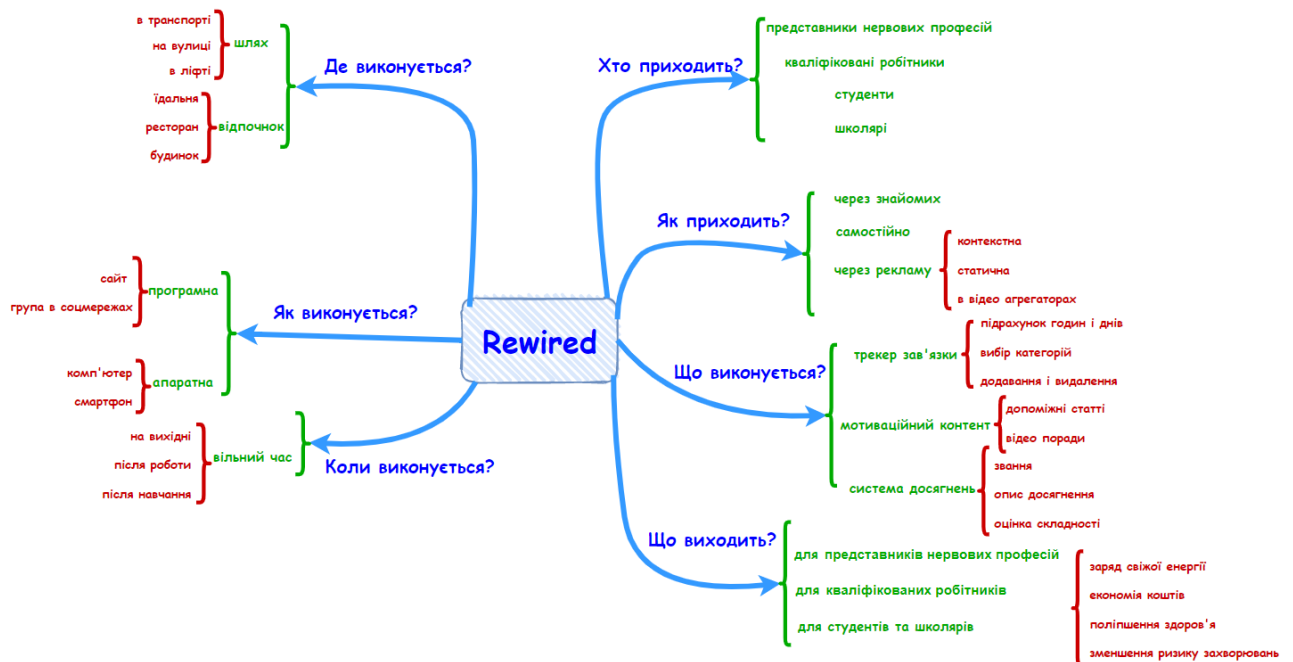 Rewired
Де виконується?
шлях
в транспорті
на вулиці
в ліфті
відпочнок
їдальня
ресторан
будинок
Як виконується?
програмна
сайт
група в соцмережах
апаратна
комп'ютер
смартфон
Коли виконується?
вільний час
на вихідні
після роботи
після навчання
Хто приходить?
представники нервових професій
кваліфіковані робітники
студенти
школярі
Як приходить?
через знайомих
самостійно
через рекламу
контекстна
статична
в відео агрегаторах
Що виконується?
трекер зав'язки
підрахунок годин і днів
вибір категорій
додавання і видалення
мотиваційний контент
допоміжні статті
відео поради
система досягнень
звання
опис досягнення
оцінка складності
Що виходить?
для представників нервових професій
для кваліфікованих робітників
для студентів та школярів
заряд свіжої енергії
економія коштів
поліпшення здоров'я
зменшення ризику захворювань